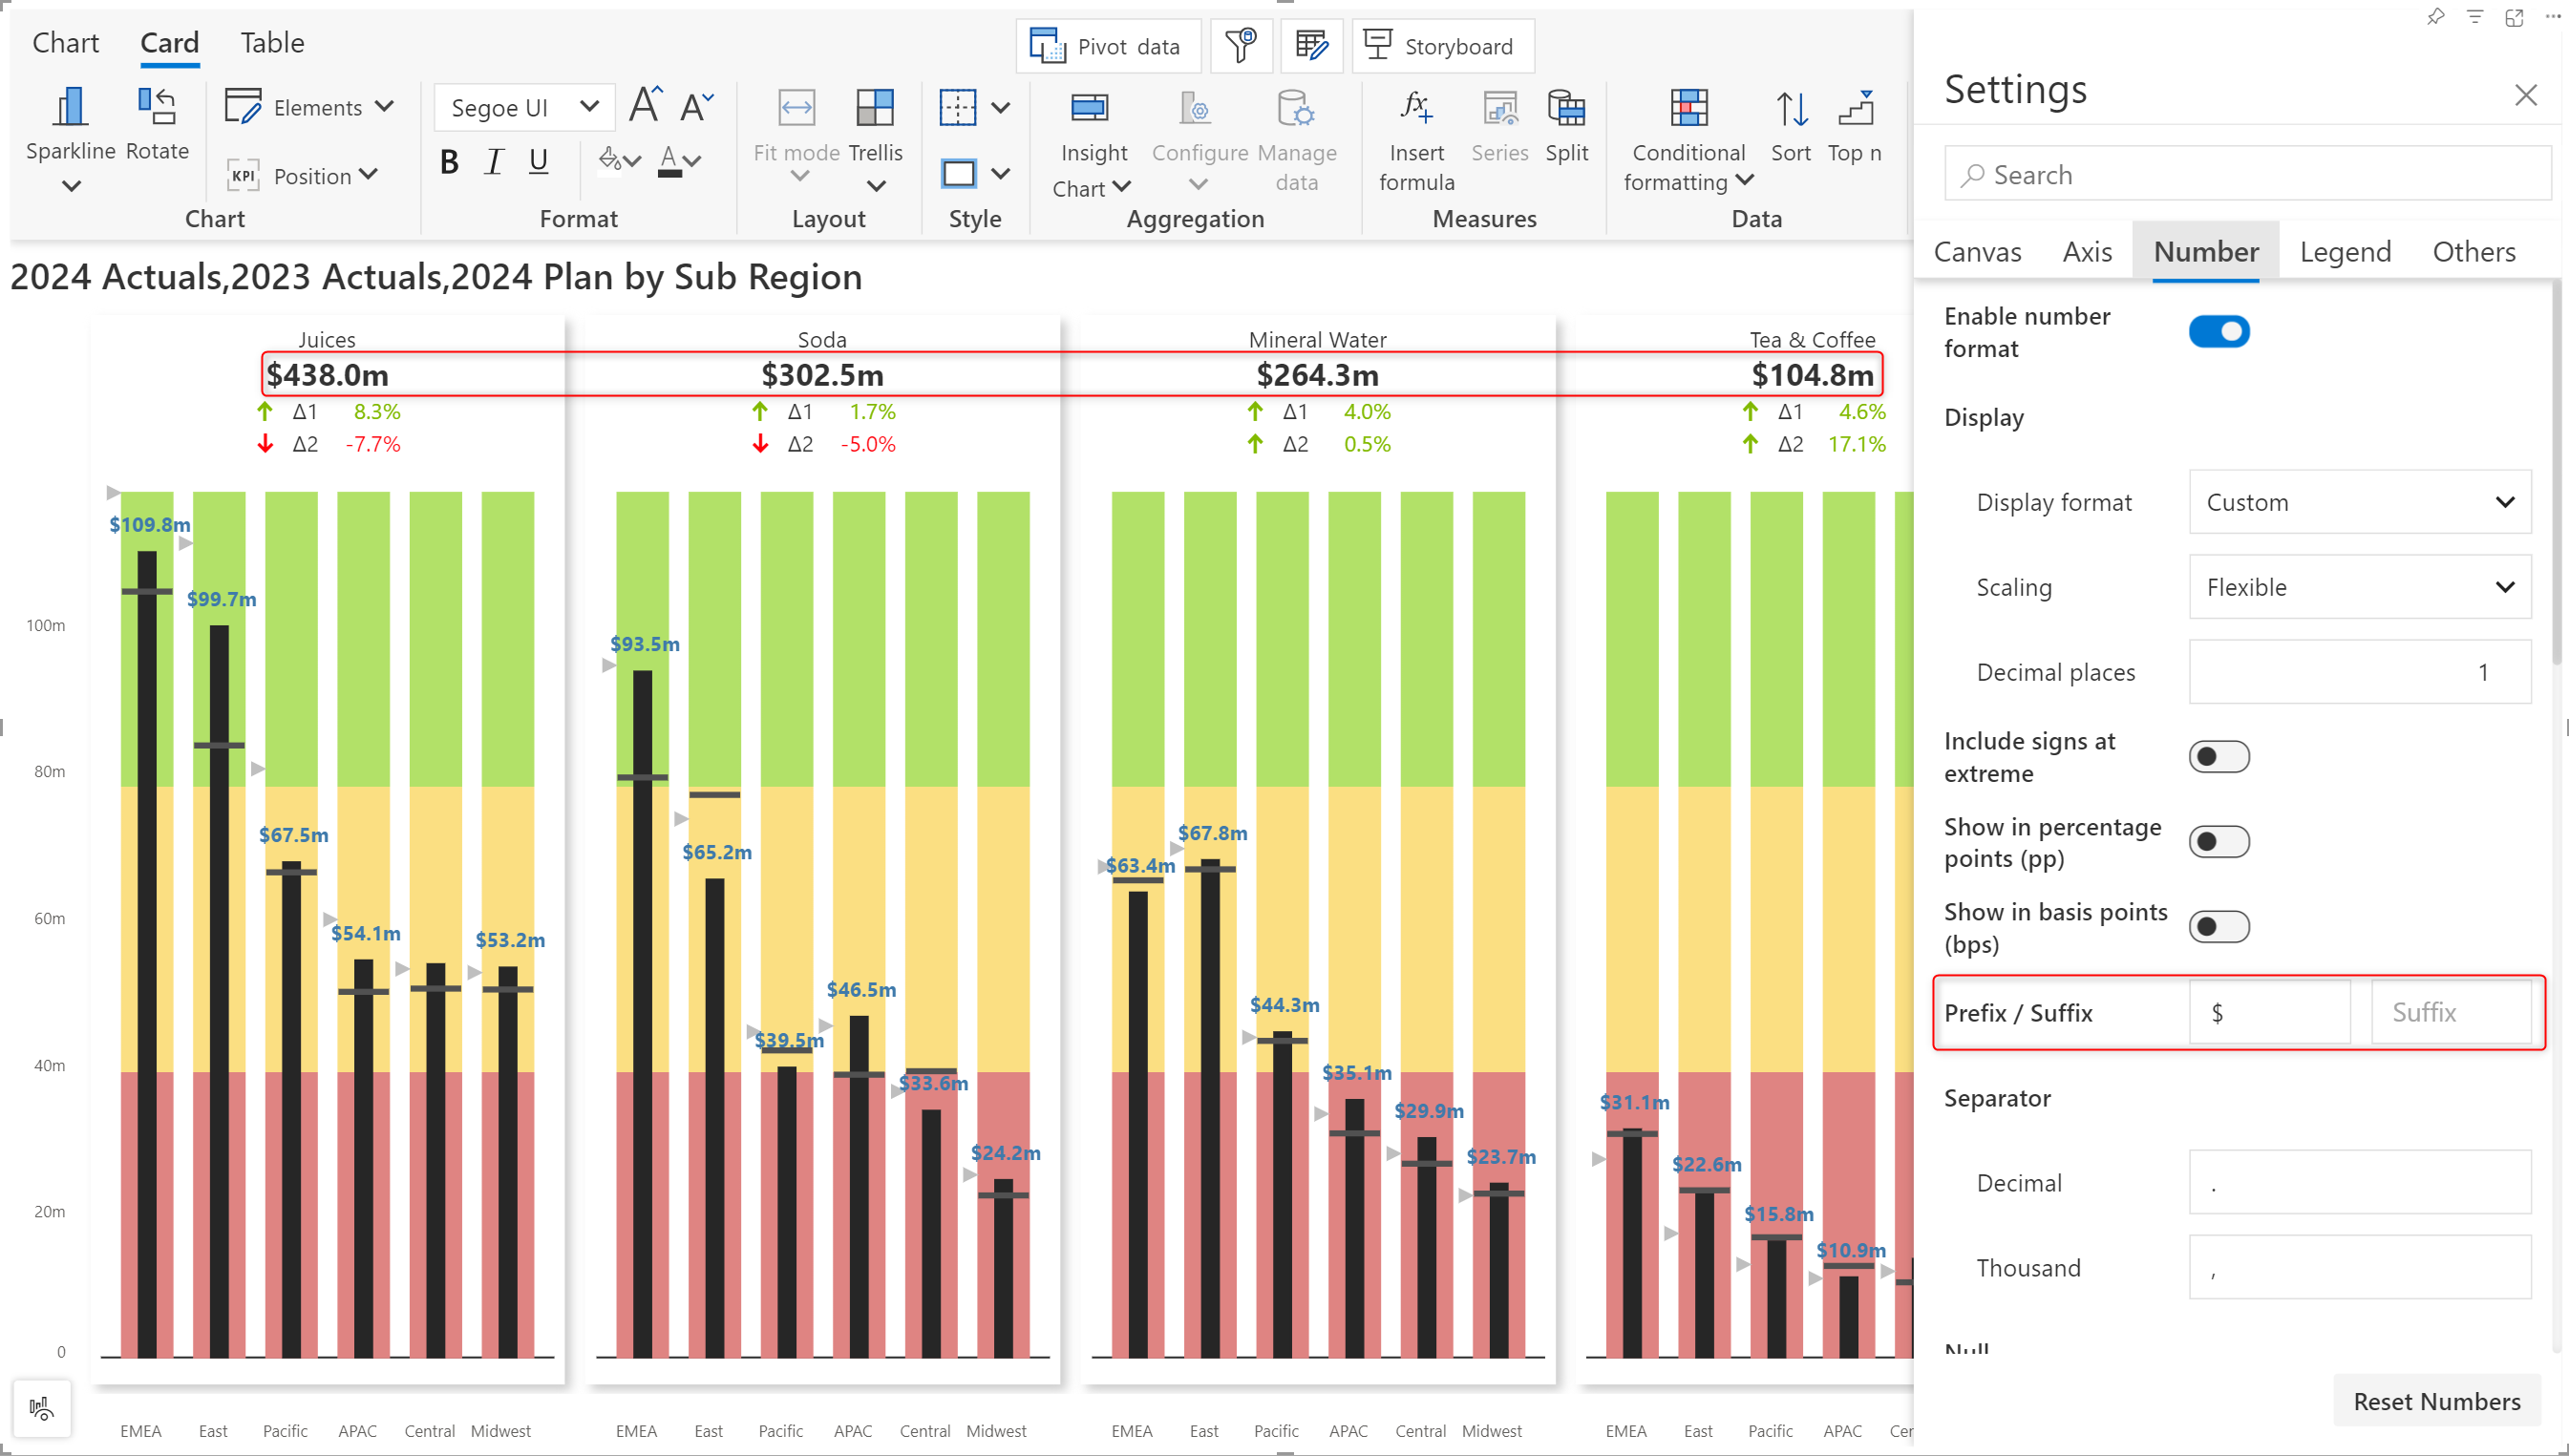 Chart Card Table
Pivot data
Storyboard
Sparkline
Rotate
Elements
KPI Position
Chart
Segoe UI
A A
B I U A
Format
Fit mode
Trellis
Layout
Style
Insight
Chart
Configure
Manage
data
Aggregation
fx
Insert
formula
Series
Split
Measures
Conditional
formatting
Sort
Top n
Data
2024 Actuals,2023 Actuals,2024 Plan by Sub Region
Juices
$438.0m
Δ1 8.3%
Δ2 -7.7%
Soda
$302.5m
Δ1 1.7%
Δ2 -5.0%
Mineral Water
$264.3m
Δ1 4.0%
Δ2 0.5%
Tea & Coffee
$104.8m
Δ1 4.6%
Δ2 17.1%
100m
80m
60m
40m
20m
0
$109.8m
$99.7m
$67.5m
$54.1m
$53.2m
EMEA East Pacific APAC Central Midwest
$93.5m
$65.2m
$39.5m
$46.5m
$33.6m
$24.2m
EMEA East Pacific APAC Central Midwest
$63.4m
$67.8m
$44.3m
$35.1m
$29.9m
$23.7m
EMEA East Pacific APAC Central Midwest
$31.1m
$22.6m
$15.8m
$10.9m
EMEA East Pacific APAC Cer
Settings
Search
Canvas Axis Number Legend Others
Enable number
format
Display
Display format Custom
Scaling Flexible
Decimal places 1
Include signs at
extreme
Show in percentage
points (pp)
Show in basis points
(bps)
Prefix / Suffix $ Suffix
Separator
Decimal .
Thousand ,
Null
Reset Numbers